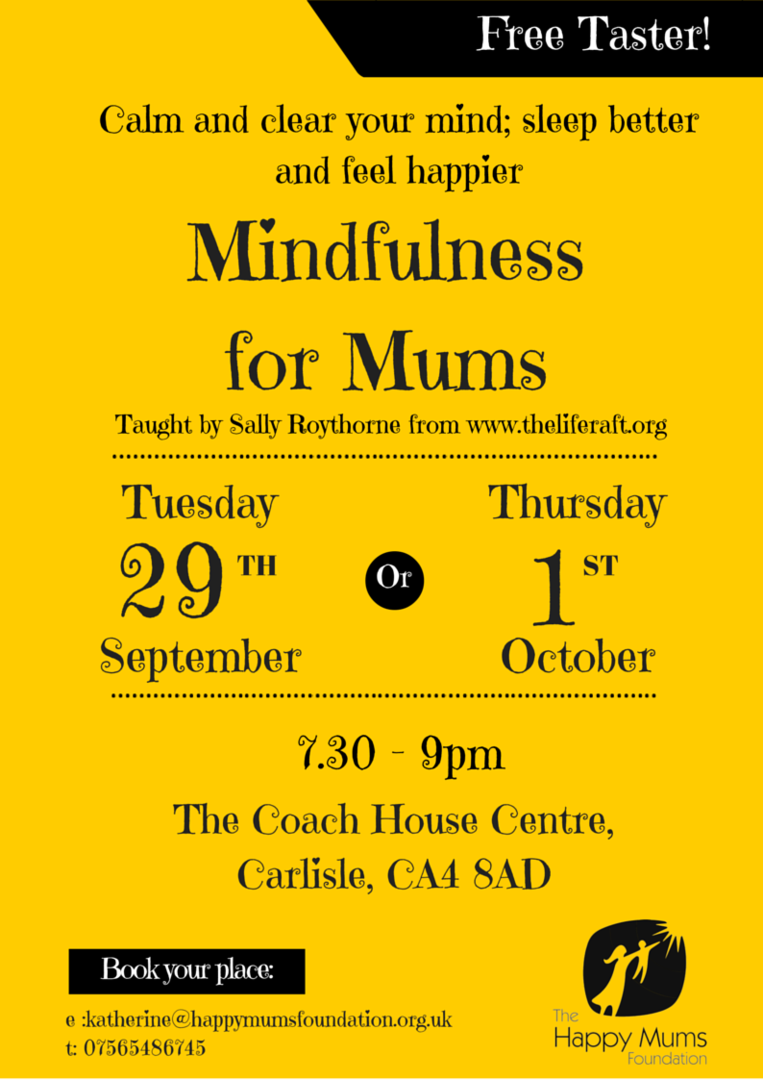 Free Taster!
Calm and clear your mind; sleep better
and feel happier
Mindfulness
for Mums
Taught by Sally Roythorne from www.theliferaft.org
Tuesday
29TH
September
Or
Thursday
1ST
October
7.30 - 9pm
The Coach House Centre,
Carlisle, CA4 8AD
Book your place:
e :katherine@happymumsfoundation.org.uk
t: 07565486745
The
Happy Mums
Foundation